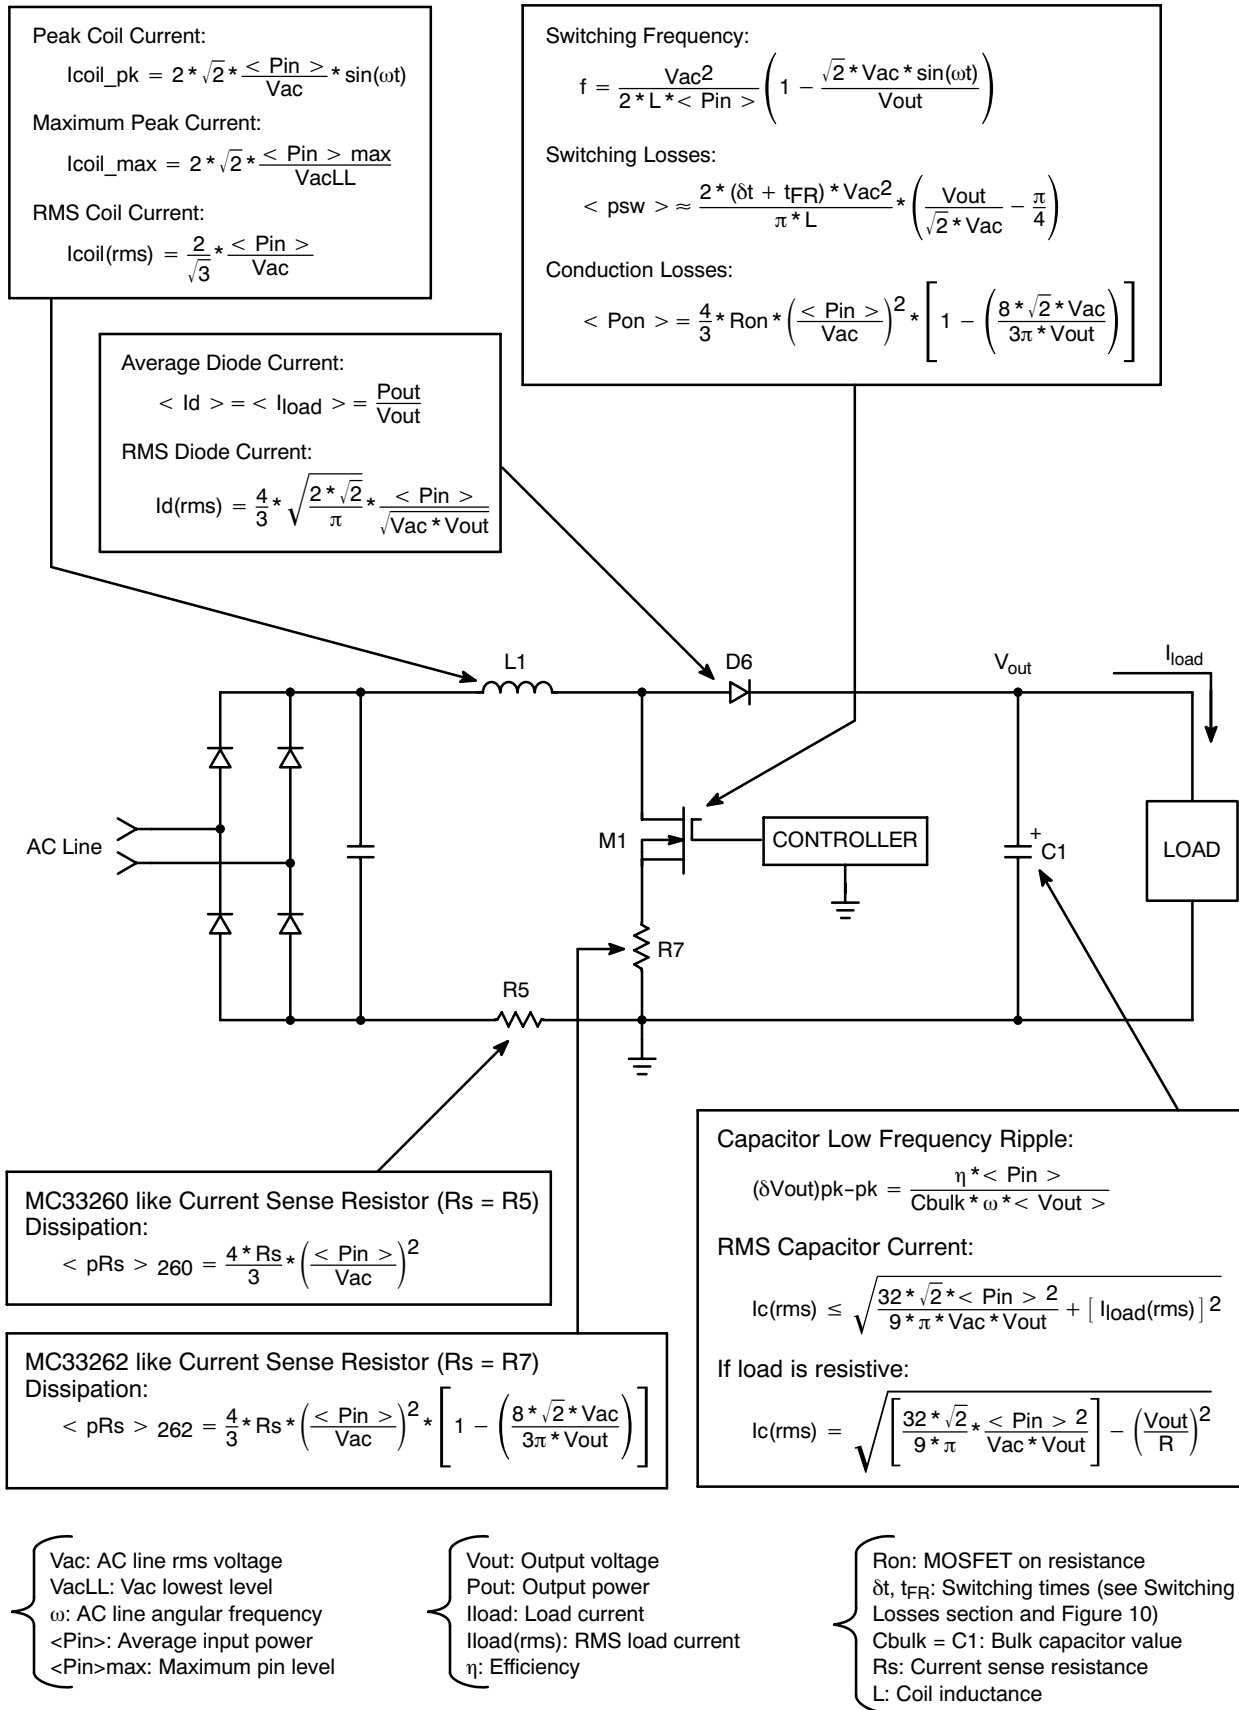 Peak Coil Current:
Icoil_pk = 2 * √2 * < Pin > / Vac * sin(ωt)
Maximum Peak Current:
Icoil_max = 2 * √2 * < Pin > max / VacLL
RMS Coil Current:
Icoil(rms) = 2 / √3 * < Pin > / Vac
Switching Frequency:
f = Vac² / (2 * L * < Pin >) (1 − √2 * Vac * sin(ωt) / Vout)
Switching Losses:
< psw > ≈ 2 * (δt + tFR) * Vac² / (π * L) * (Vout / (√2 * Vac) − π / 4)
Conduction Losses:
< Pon > = 4/3 * Ron * (< Pin > / Vac)² * [1 − (8 * √2 * Vac / 3π * Vout)]
Average Diode Current:
< Id > = < Iload > = Pout / Vout
RMS Diode Current:
Id(rms) = 4/3 * √(2 * √2 / π) * < Pin > / √(Vac * Vout)
L1
D6
Vout
Iload
AC Line
M1
CONTROLLER
+
C1
LOAD
R7
R5
MC33260 like Current Sense Resistor (Rs = R5)
Dissipation:
< pRs > 260 = 4 * Rs / 3 * (< Pin > / Vac)²
MC33262 like Current Sense Resistor (Rs = R7)
Dissipation:
< pRs > 262 = 4/3 * Rs * (< Pin > / Vac)² * [1 − (8 * √2 * Vac / 3π * Vout)]
Capacitor Low Frequency Ripple:
(δVout)pk−pk = η * < Pin > / (Cbulk * ω * < Vout >)
RMS Capacitor Current:
Ic(rms) ≤ √(32 * √2 * < Pin > ² / (9 * π * Vac * Vout) + [ Iload(rms) ] ²)
If load is resistive:
Ic(rms) = √([32 * √2 / (9 * π) * < Pin > ² / (Vac * Vout)] − (Vout / R)²)
Vac: AC line rms voltage
VacLL: Vac lowest level
ω: AC line angular frequency
<Pin>: Average input power
<Pin>max: Maximum pin level
Vout: Output voltage
Pout: Output power
Iload: Load current
Iload(rms): RMS load current
η: Efficiency
Ron: MOSFET on resistance
δt, tFR: Switching times (see Switching
Losses section and Figure 10)
Cbulk = C1: Bulk capacitor value
Rs: Current sense resistance
L: Coil inductance